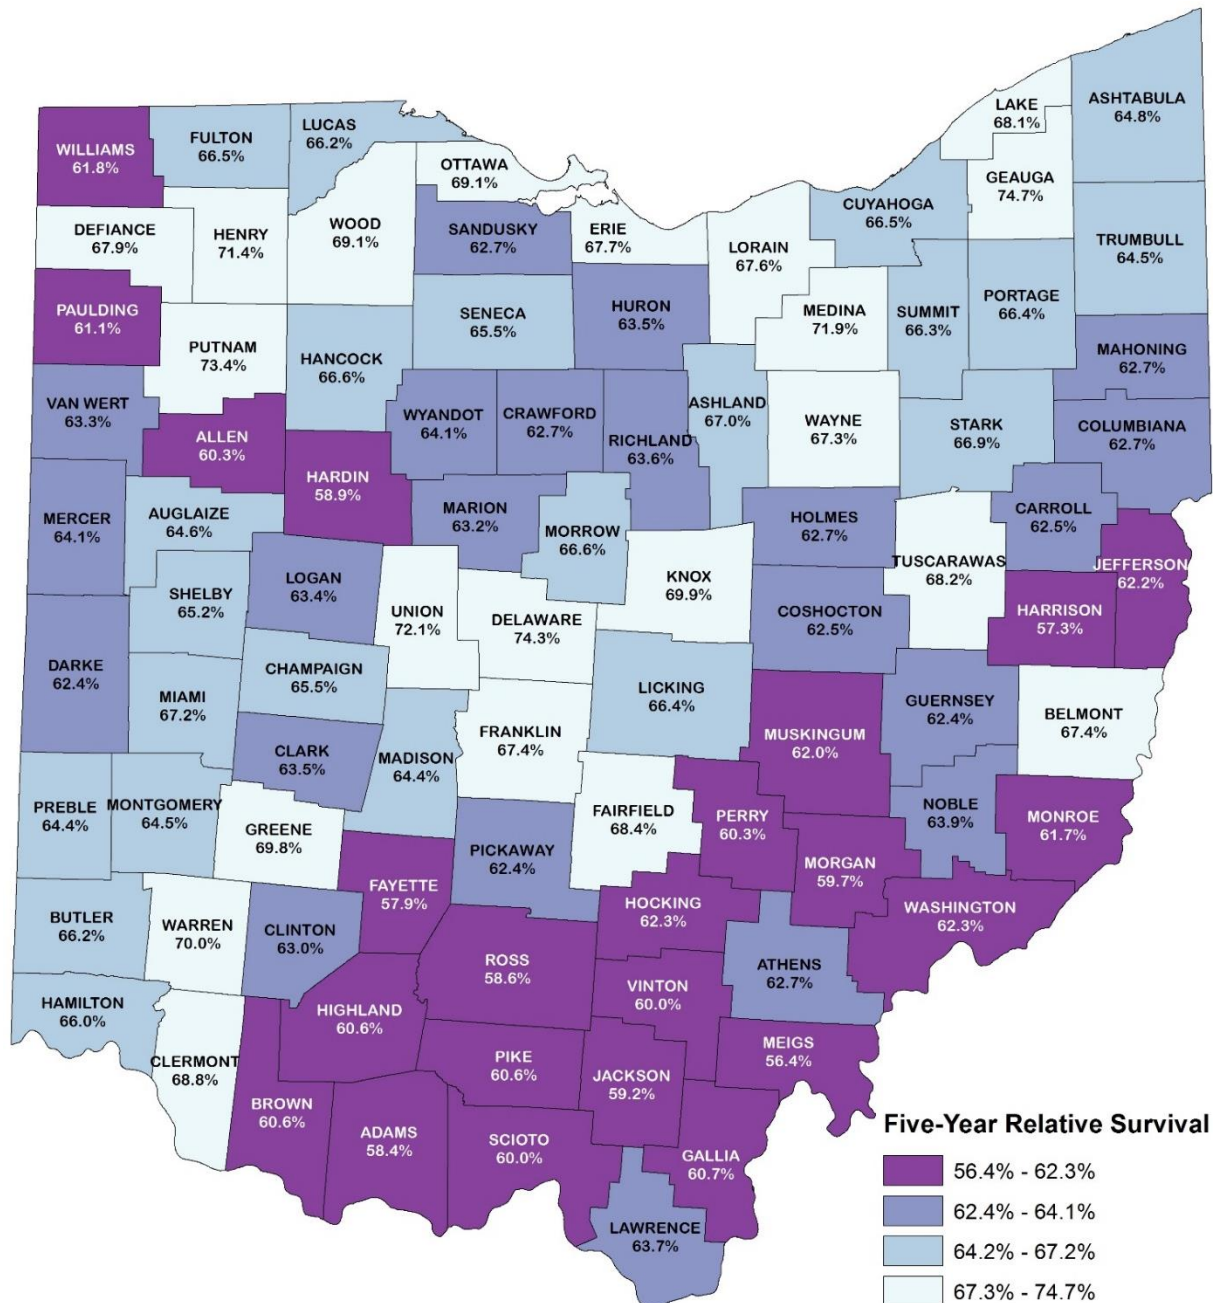 LAKE
68.1%
ASHTABULA
64.8%
WILLIAMS
61.8%
FULTON
66.5%
LUCAS
66.2%
OTTAWA
69.1%
GEAUGA
74.7%
CUYAHOGA
66.5%
DEFIANCE
67.9%
HENRY
71.4%
WOOD
69.1%
SANDUSKY
62.7%
ERIE
67.7%
LORAIN
67.6%
TRUMBULL
64.5%
PAULDING
61.1%
PUTNAM
73.4%
HANCOCK
66.6%
SENECA
65.5%
HURON
63.5%
MEDINA
71.9%
SUMMIT
66.3%
PORTAGE
66.4%
MAHONING
62.7%
VAN WERT
63.3%
ALLEN
60.3%
HARDIN
58.9%
WYANDOT
64.1%
CRAWFORD
62.7%
RICHLAND
63.6%
ASHLAND
67.0%
WAYNE
67.3%
STARK
66.9%
COLUMBIANA
62.7%
MERCER
64.1%
AUGLAIZE
64.6%
MARION
63.2%
MORROW
66.6%
HOLMES
62.7%
TUSCARAWAS
68.2%
CARROLL
62.5%
JEFFERSON
62.2%
SHELBY
65.2%
LOGAN
63.4%
UNION
72.1%
DELAWARE
74.3%
KNOX
69.9%
COSHOCTON
62.5%
HARRISON
57.3%
DARKE
62.4%
MIAMI
67.2%
CHAMPAIGN
65.5%
LICKING
66.4%
MUSKINGUM
62.0%
GUERNSEY
62.4%
BELMONT
67.4%
CLARK
63.5%
MADISON
64.4%
FRANKLIN
67.4%
PREBLE
64.4%
MONTGOMERY
64.5%
GREENE
69.8%
PICKAWAY
62.4%
FAIRFIELD
68.4%
PERRY
60.3%
MORGAN
59.7%
NOBLE
63.9%
MONROE
61.7%
FAYETTE
57.9%
HOCKING
62.3%
WASHINGTON
62.3%
BUTLER
66.2%
WARREN
70.0%
CLINTON
63.0%
ROSS
58.6%
ATHENS
62.7%
VINTON
60.0%
HAMILTON
66.0%
HIGHLAND
60.6%
CLERMONT
68.8%
PIKE
60.6%
JACKSON
59.2%
MEIGS
56.4%
BROWN
60.6%
ADAMS
58.4%
SCIOTO
60.0%
GALLIA
60.7%
LAWRENCE
63.7%
Five-Year Relative Survival
56.4% - 62.3%
62.4% - 64.1%
64.2% - 67.2%
67.3% - 74.7%